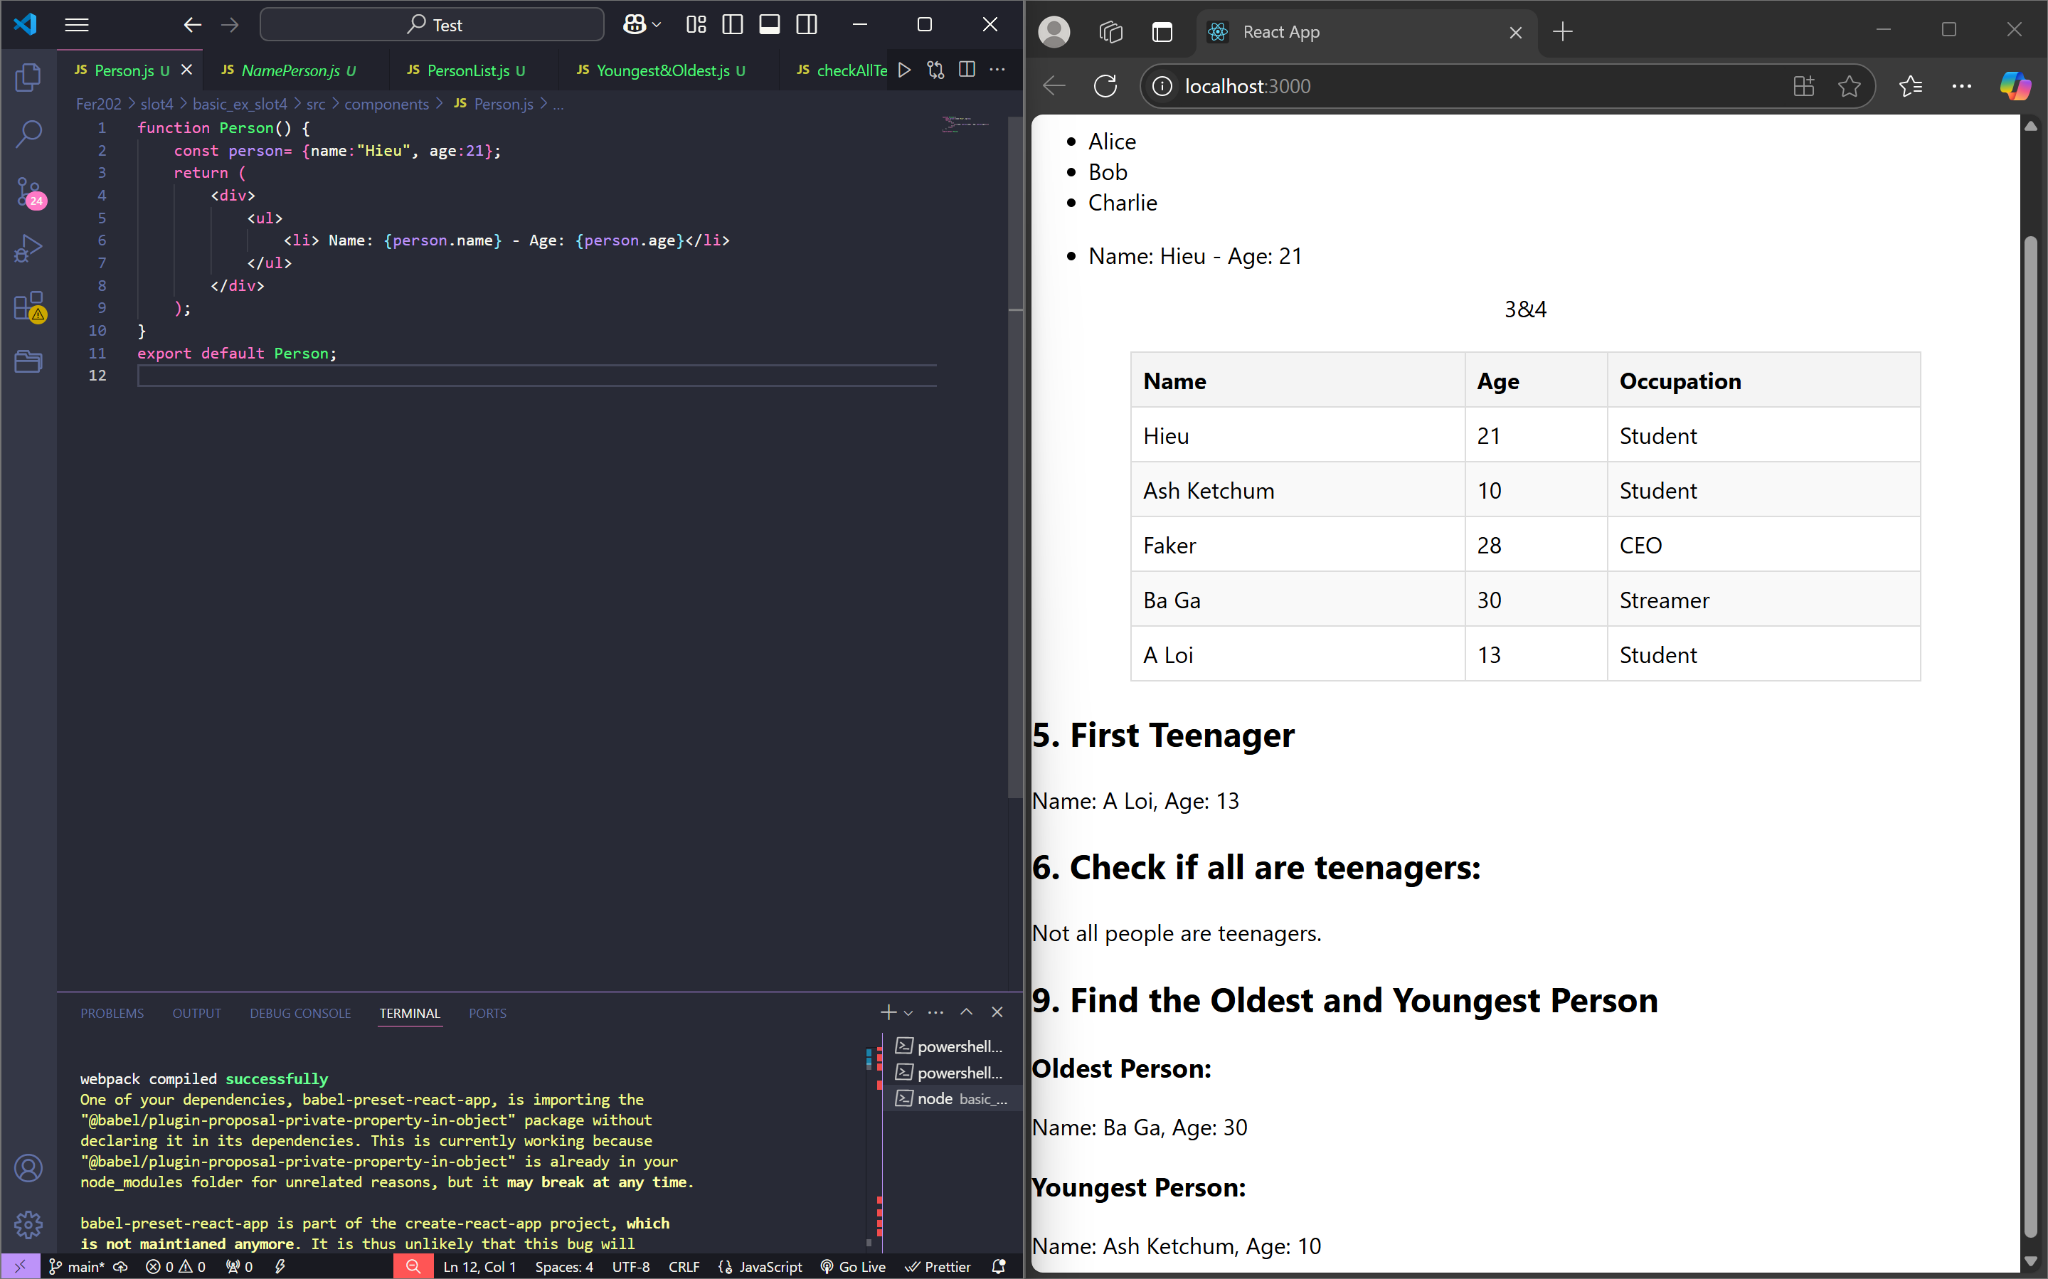 Test
JS Person.js U
JS NamePerson.js U
JS PersonList.js U
JS Youngest&Oldest.js U
JS checkAllTe
Fer202 > slot4 > basic_ex_slot4 > src > components > JS Person.js > ...
1 function Person() {
2 const person= {name:"Hieu", age:21};
3 return (
4 <div>
5 <ul>
6 <li> Name: {person.name} - Age: {person.age}</li>
7 </ul>
8 </div>
9 );
10 }
11 export default Person;
12
24
PROBLEMS OUTPUT DEBUG CONSOLE TERMINAL PORTS
webpack compiled successfully
One of your dependencies, babel-preset-react-app, is importing the
"@babel/plugin-proposal-private-property-in-object" package without
declaring it in its dependencies. This is currently working because
"@babel/plugin-proposal-private-property-in-object" is already in your
node_modules folder for unrelated reasons, but it may break at any time.
babel-preset-react-app is part of the create-react-app project, which
is not maintianed anymore. It is thus unlikely that this bug will
powershell...
powershell...
node basic_...
main* 0 0 0 Ln 12, Col 1 Spaces: 4 UTF-8 CRLF {} JavaScript Go Live Prettier
React App
localhost:3000
• Alice
• Bob
• Charlie
• Name: Hieu - Age: 21
3&4
Name Age Occupation
Hieu 21 Student
Ash Ketchum 10 Student
Faker 28 CEO
Ba Ga 30 Streamer
A Loi 13 Student
5. First Teenager
Name: A Loi, Age: 13
6. Check if all are teenagers:
Not all people are teenagers.
9. Find the Oldest and Youngest Person
Oldest Person:
Name: Ba Ga, Age: 30
Youngest Person:
Name: Ash Ketchum, Age: 10